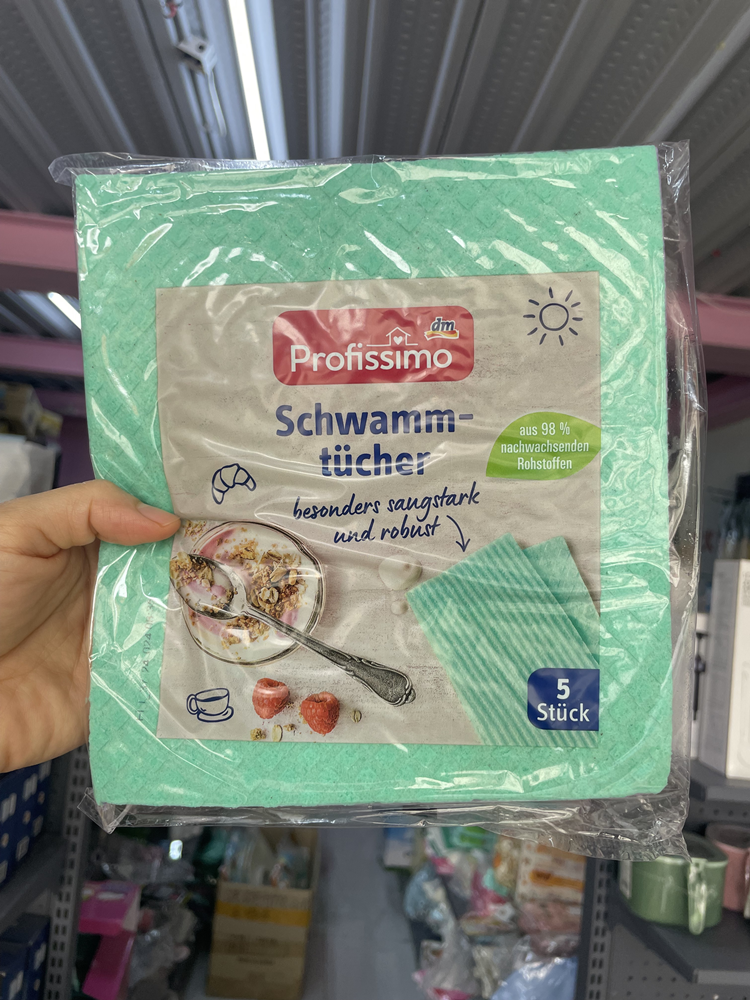 dm
Profissimo
Schwamm-
tücher
aus 98 %
nachwachsenden
Rohstoffen
besonders saugstark
und robust
5
Stück